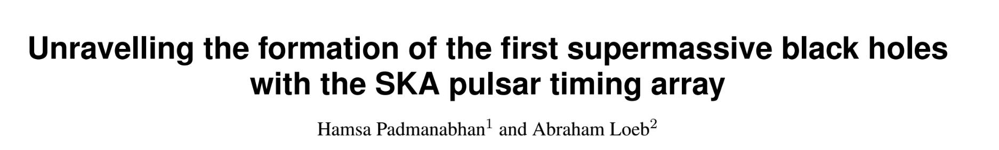 Unravelling the formation of the first supermassive black holes
with the SKA pulsar timing array
Hamsa Padmanabhan¹ and Abraham Loeb²